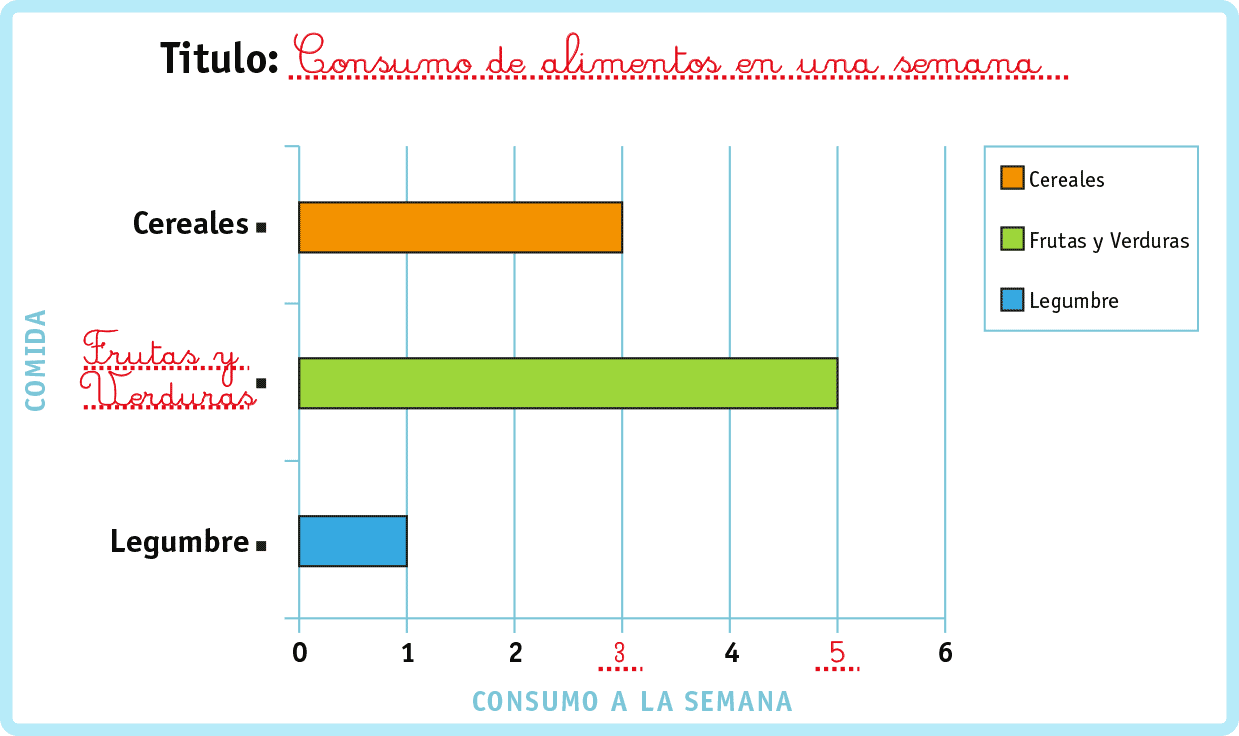 Titulo: Consumo de alimentos en una semana
Cereales
Frutas y Verduras
Legumbre
COMIDA
Cereales
Frutas y
Verduras
Legumbre
0 1 2 3 4 5 6
CONSUMO A LA SEMANA